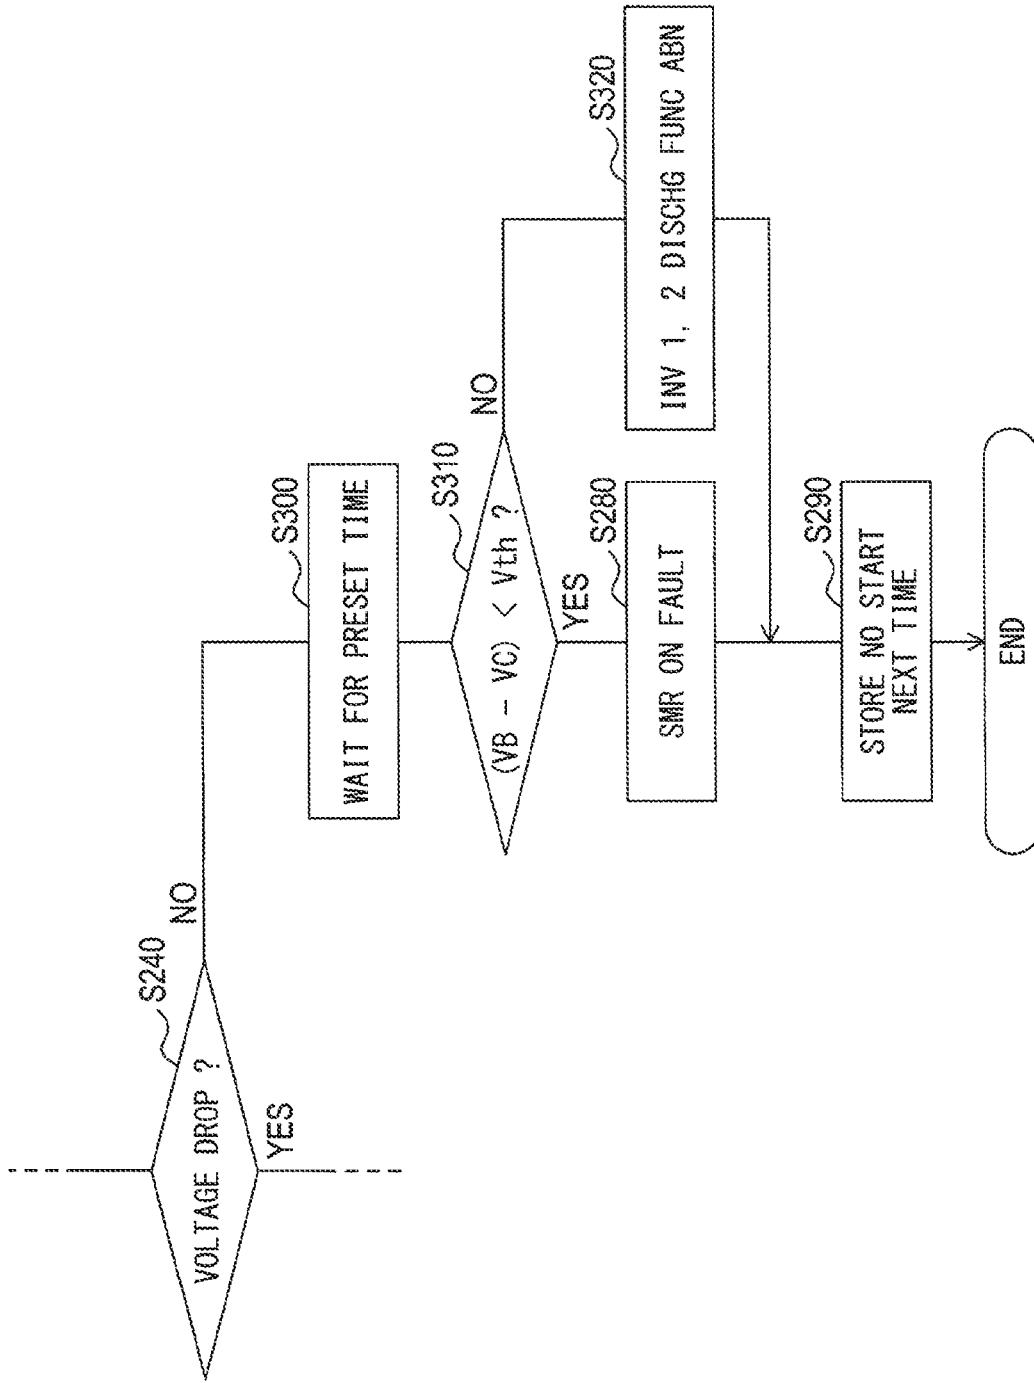 S240
VOLTAGE DROP ?
NO
YES
S300
WAIT FOR PRESET TIME
S310
(VB - VC) < Vth ?
NO
YES
S280
SMR ON FAULT
S320
INV 1, 2 DISCHG FUNC ABN
S290
STORE NO START
NEXT TIME
END